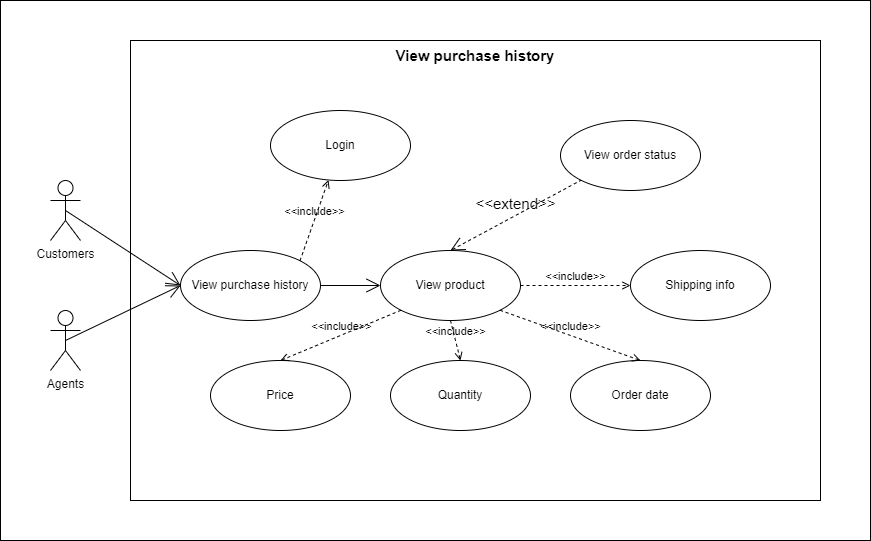 View purchase history
Login
View order status
<<extend>>
<<include>>
Customers
View purchase history
View product
<<include>>
Shipping info
<<include>>
<<include>>
<<include>>
Agents
Price
Quantity
Order date